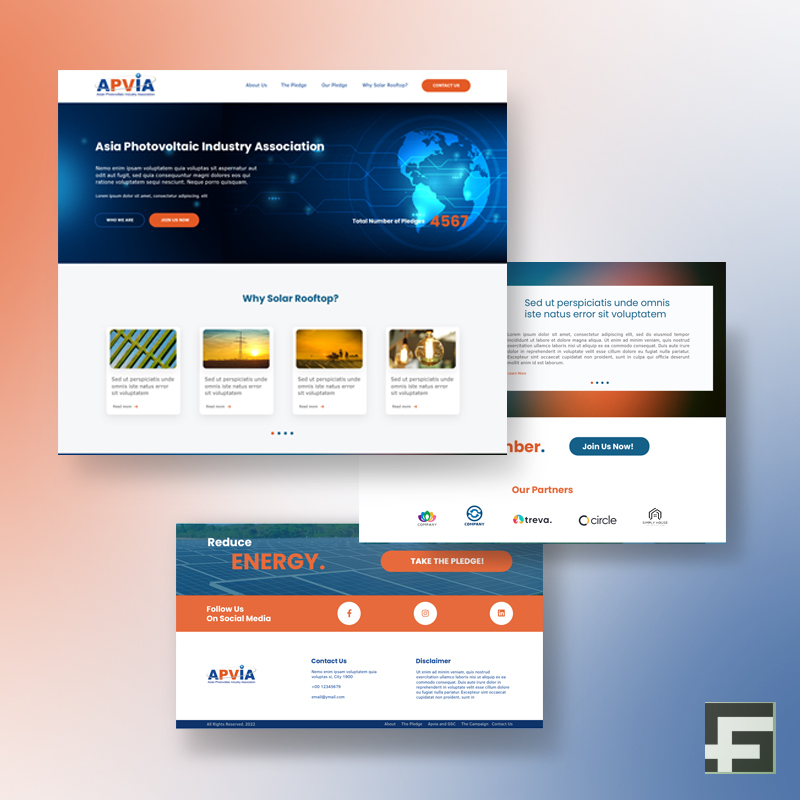 APVIA
Asian Photovoltaic Industry Association
About Us The Pledge Our Pledge Why Solar Rooftop? CONTACT US
Asia Photovoltaic Industry Association
Nemo enim ipsam voluptatem quia voluptas sit aspernatur aut
odit aut fugit, sed quia consequuntur magni dolores eos qui
ratione voluptatem sequi nesciunt. Neque porro quisquam.
Lorem ipsum dolor sit amet, consectetur adipiscing elit
WHO WE ARE JOIN US NOW
Total Number of Pledges 4567
Why Solar Rooftop?
Sed ut perspiciatis unde
omnis iste natus error
sit voluptatem
Read more
Sed ut perspiciatis unde
omnis iste natus error
sit voluptatem
Read more
Sed ut perspiciatis unde
omnis iste natus error
sit voluptatem
Read more
Sed ut perspiciatis unde
omnis iste natus error
sit voluptatem
Read more
Sed ut perspiciatis unde omnis
iste natus error sit voluptatem
Lorem ipsum dolor sit amet, consectetur adipiscing elit, sed do eiusmod tempor
incididunt ut labore et dolore magna aliqua. Ut enim ad minim veniam, quis nostrud
exercitation ullamco laboris nisi ut aliquip ex ea commodo consequat. Duis aute irure
dolor in reprehenderit in voluptate velit esse cillum dolore eu fugiat nulla pariatur.
Excepteur sint occaecat cupidatat non proident, sunt in culpa qui officia deserunt
mollit anim id est laborum.
Learn More
mber. Join Us Now!
Our Partners
COMPANY COMPANY treva. circle SIMPLY HOUSE
Reduce
ENERGY.
TAKE THE PLEDGE!
Follow Us
On Social Media
APVIA
Asian Photovoltaic Industry Association
Contact Us
Nemo enim ipsam voluptatem quia
voluptas si, City 1900
+00 12345678
email@ymail.com
Disclaimer
Ut enim ad minim veniam, quis nostrud
exercitation ullamco laboris nisi ut aliquip ex ea
commodo consequat. Duis aute irure dolor in
reprehenderit in voluptate velit esse cillum dolore
eu fugiat nulla pariatur. Excepteur sint occaecat
cupidatat non proident, sunt in
All Rights Reserved. 2022
About The Pledge Apvia and GSC The Campaign Contact Us